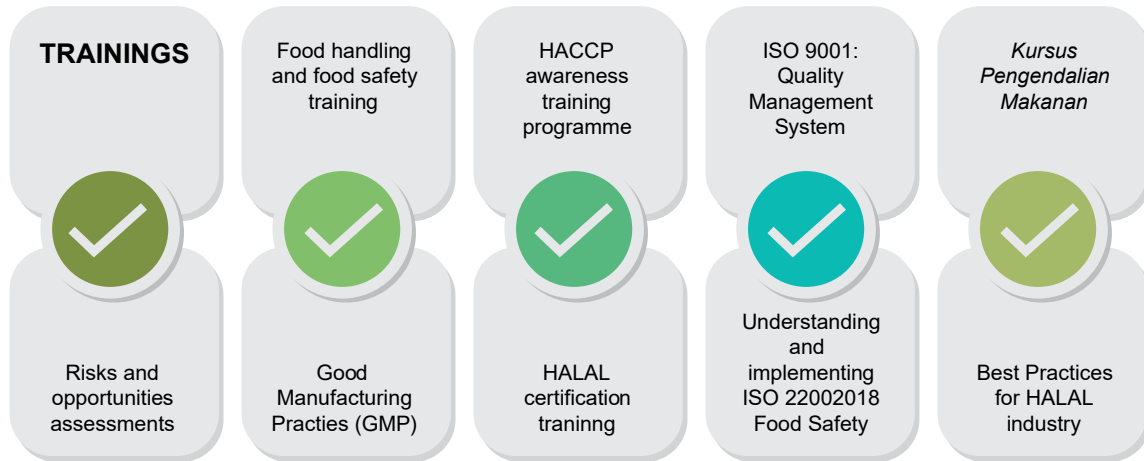 TRAININGS
Food handling
and food safety
training
HACCP
awareness
training
programme
ISO 9001:
Quality
Management
System
Kursus
Pengendalian
Makanan
Risks and
opportunities
assessments
Good
Manufacturing
Practies (GMP)
HALAL
certification
traninng
Understanding
and
implementing
ISO 22002018
Food Safety
Best Practices
for HALAL
industry